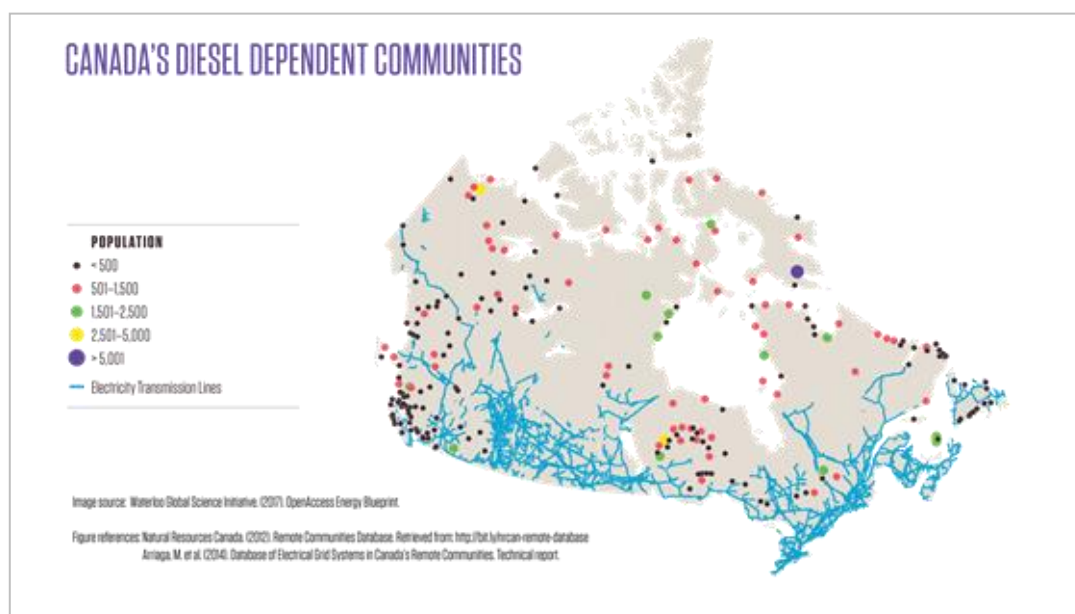 CANADA'S DIESEL DEPENDENT COMMUNITIES
POPULATION
< 500
501–1,500
1,501–2,500
2,501–5,000
> 5,001
Electricity Transmission Lines
Image source: Waterloo Global Science Initiative. (2017). OpenAccess Energy Blueprint.
Figure references: Natural Resources Canada. (2012). Remote Communities Database. Retrieved from: http://bit.ly/nrcan-remote-database
Arriaga, M. et al. (2014). Database of Electrical Grid Systems in Canada's Remote Communities. Technical report.